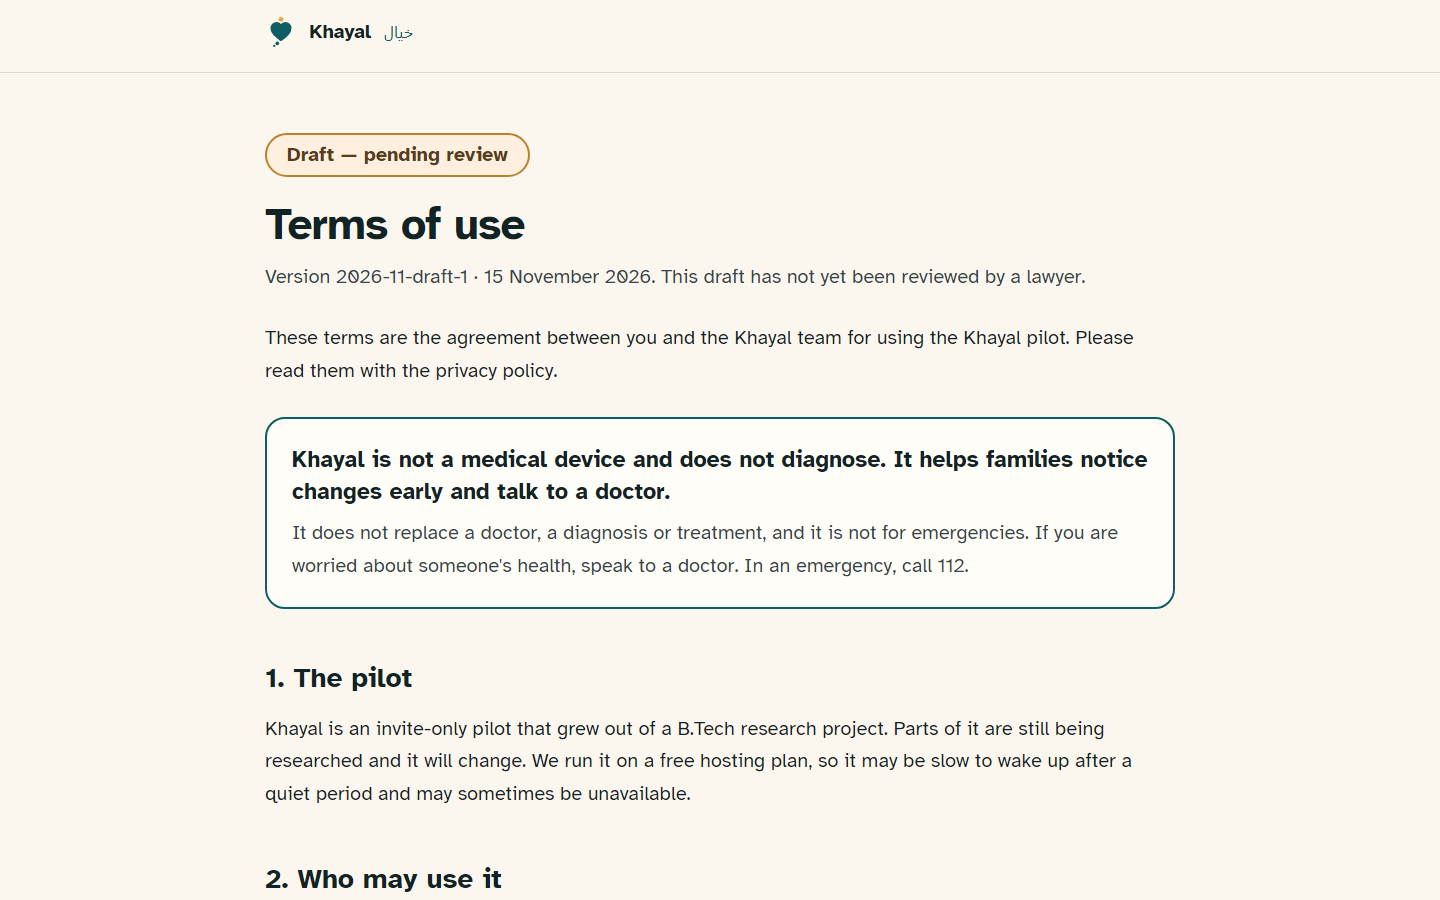 Khayal خیال
Draft — pending review
Terms of use
Version 2026-11-draft-1 · 15 November 2026. This draft has not yet been reviewed by a lawyer.
These terms are the agreement between you and the Khayal team for using the Khayal pilot. Please
read them with the privacy policy.
Khayal is not a medical device and does not diagnose. It helps families notice
changes early and talk to a doctor.
It does not replace a doctor, a diagnosis or treatment, and it is not for emergencies. If you are
worried about someone's health, speak to a doctor. In an emergency, call 112.
1. The pilot
Khayal is an invite-only pilot that grew out of a B.Tech research project. Parts of it are still being
researched and it will change. We run it on a free hosting plan, so it may be slow to wake up after a
quiet period and may sometimes be unavailable.
2. Who may use it